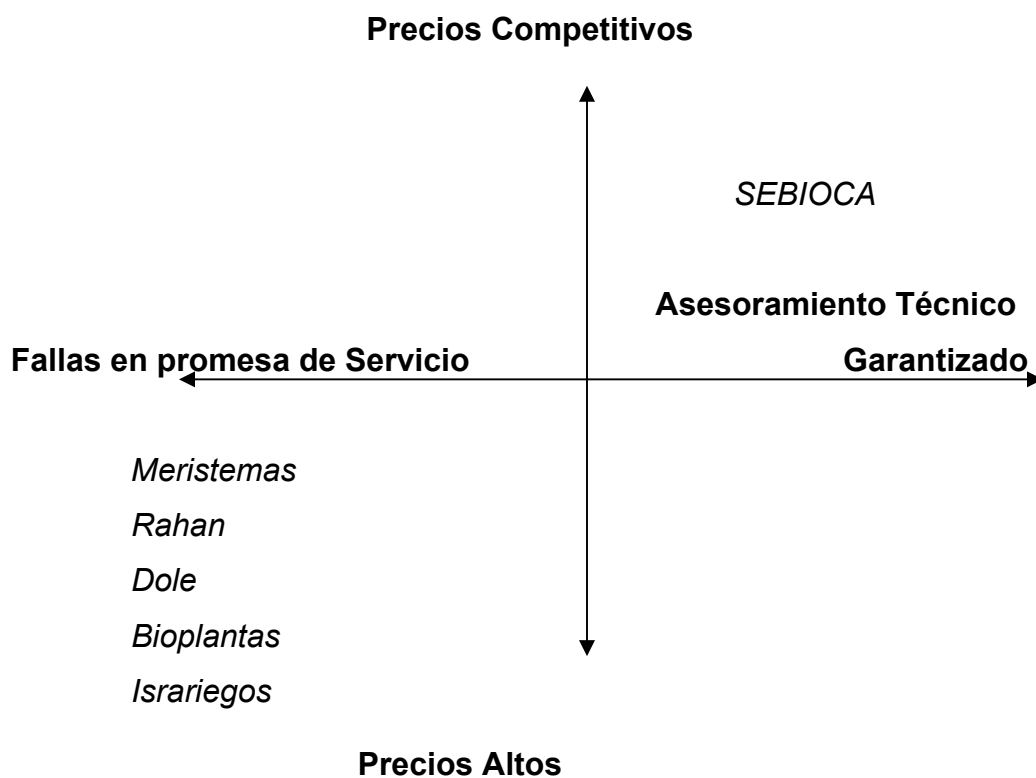 Precios Competitivos
SEBIOCA
Asesoramiento Técnico
Fallas en promesa de Servicio
Garantizado
Meristemas
Rahan
Dole
Bioplantas
Israriegos
Precios Altos